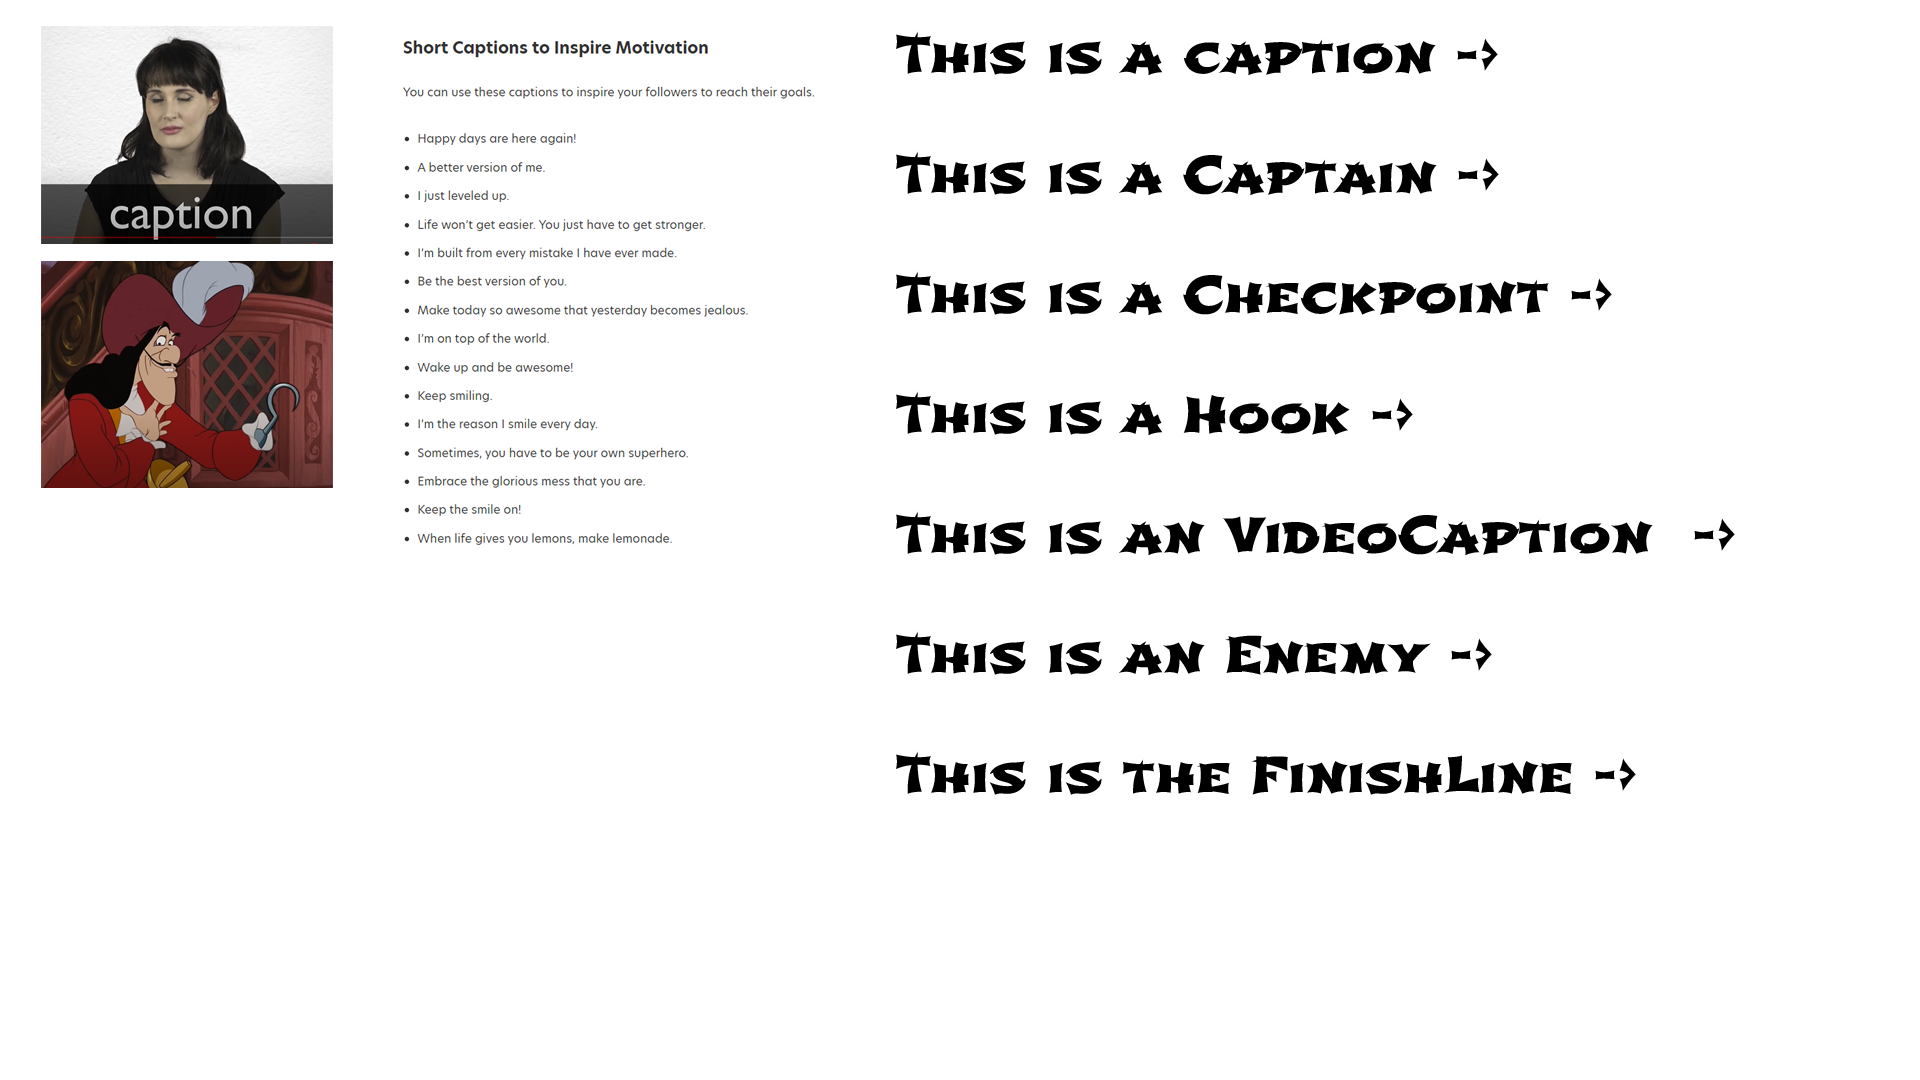 caption
Short Captions to Inspire Motivation
You can use these captions to inspire your followers to reach their goals.
• Happy days are here again!
• A better version of me.
• I just leveled up.
• Life won't get easier. You just have to get stronger.
• I'm built from every mistake I have ever made.
• Be the best version of you.
• Make today so awesome that yesterday becomes jealous.
• I'm on top of the world.
• Wake up and be awesome!
• Keep smiling.
• I'm the reason I smile every day.
• Sometimes, you have to be your own superhero.
• Embrace the glorious mess that you are.
• Keep the smile on!
• When life gives you lemons, make lemonade.
This is a caption ->
This is a Captain ->
This is a Checkpoint ->
This is a Hook ->
This is an VideoCaption ->
This is an Enemy ->
This is the FinishLine ->